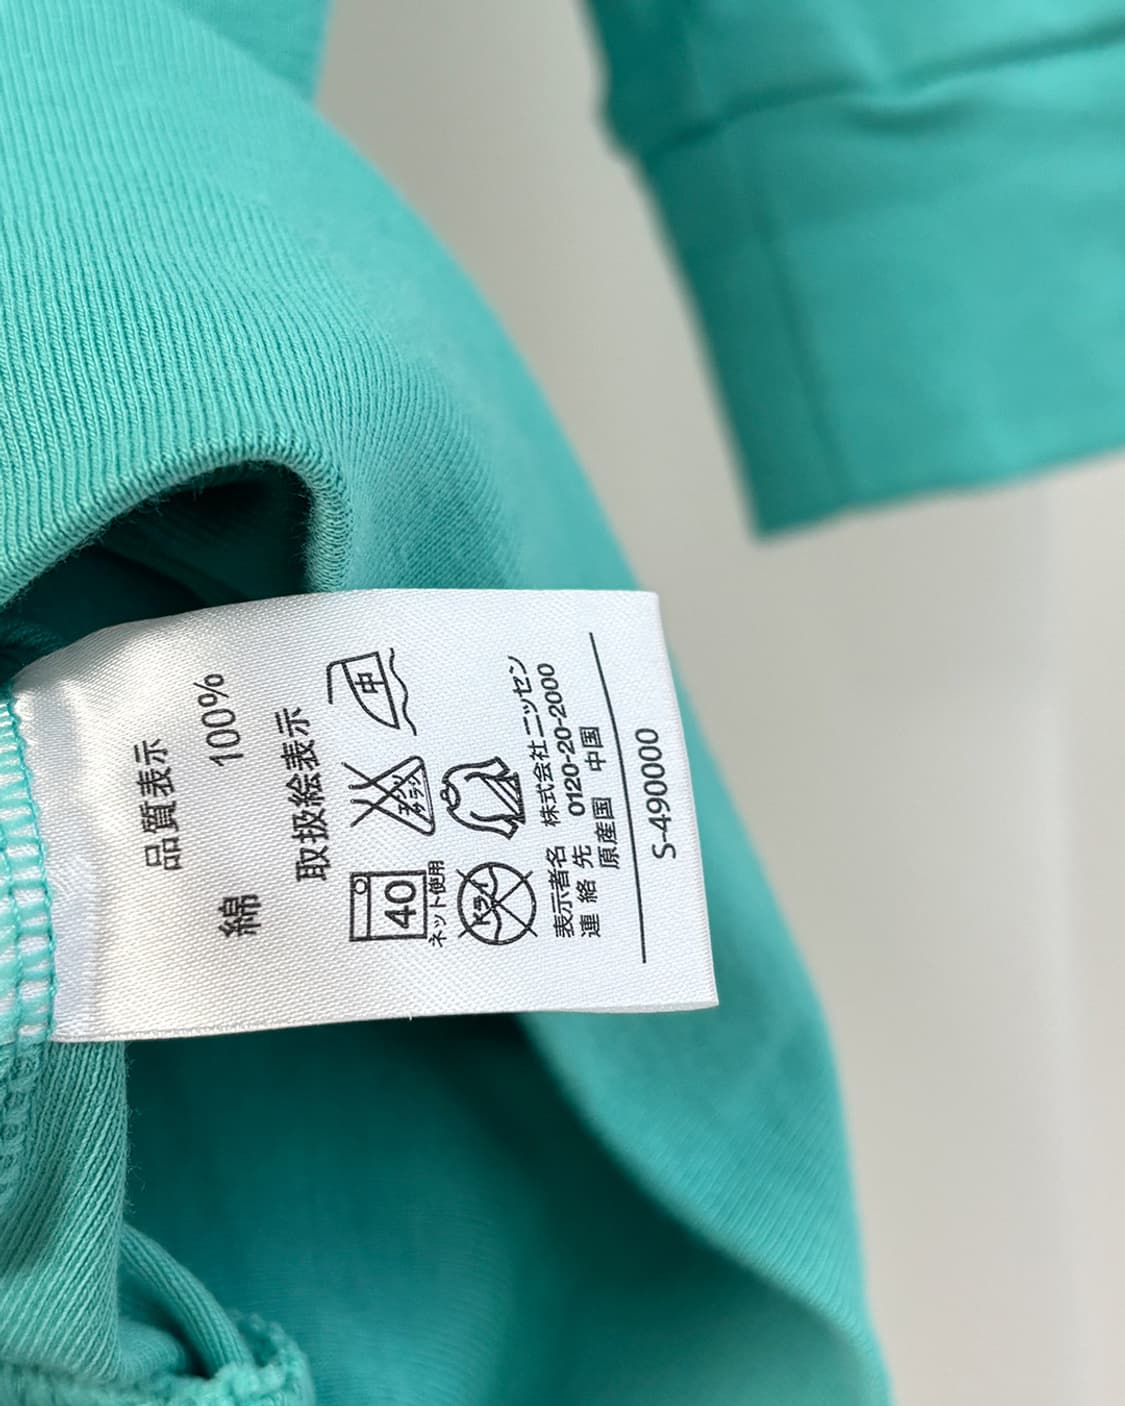 品質表示
綿 100%
取扱絵表示
40
ネット使用
エンソ
サラシ
中
ドライ
表示者名 株式会社ニッセン
連絡先 0120-20-2000
原産国 中国
S-490000